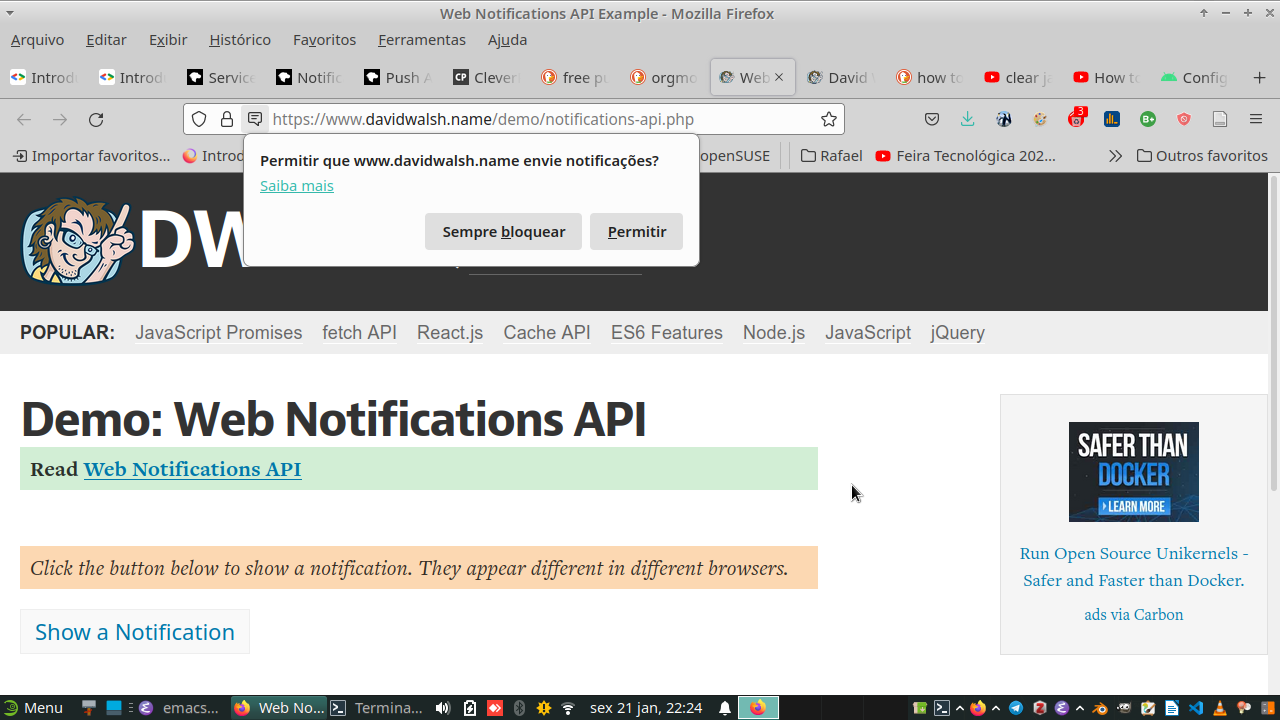 Web Notifications API Example - Mozilla Firefox
Arquivo Editar Exibir Histórico Favoritos Ferramentas Ajuda
Introd Introd Service Notific Push A Clever free pu orgmo Web David how to clear ja How to Config
https://www.davidwalsh.name/demo/notifications-api.php 3
Importar favoritos... Introd openSUSE Rafael Feira Tecnológica 202... Outros favoritos
Permitir que www.davidwalsh.name envie notificações?
Saiba mais
Sempre bloquear Permitir
DW
POPULAR: JavaScript Promises fetch API React.js Cache API ES6 Features Node.js JavaScript jQuery
Demo: Web Notifications API
Read Web Notifications API
Click the button below to show a notification. They appear different in different browsers.
Show a Notification
SAFER THAN
DOCKER
LEARN MORE
Run Open Source Unikernels -
Safer and Faster than Docker.
ads via Carbon
Menu emacs... Web No... Termina... sex 21 jan, 22:24